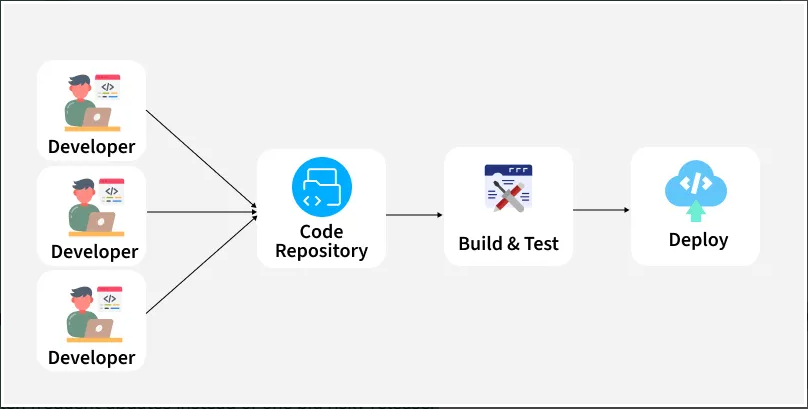 Developer
Developer
Developer
Code
Repository
Build & Test
Deploy